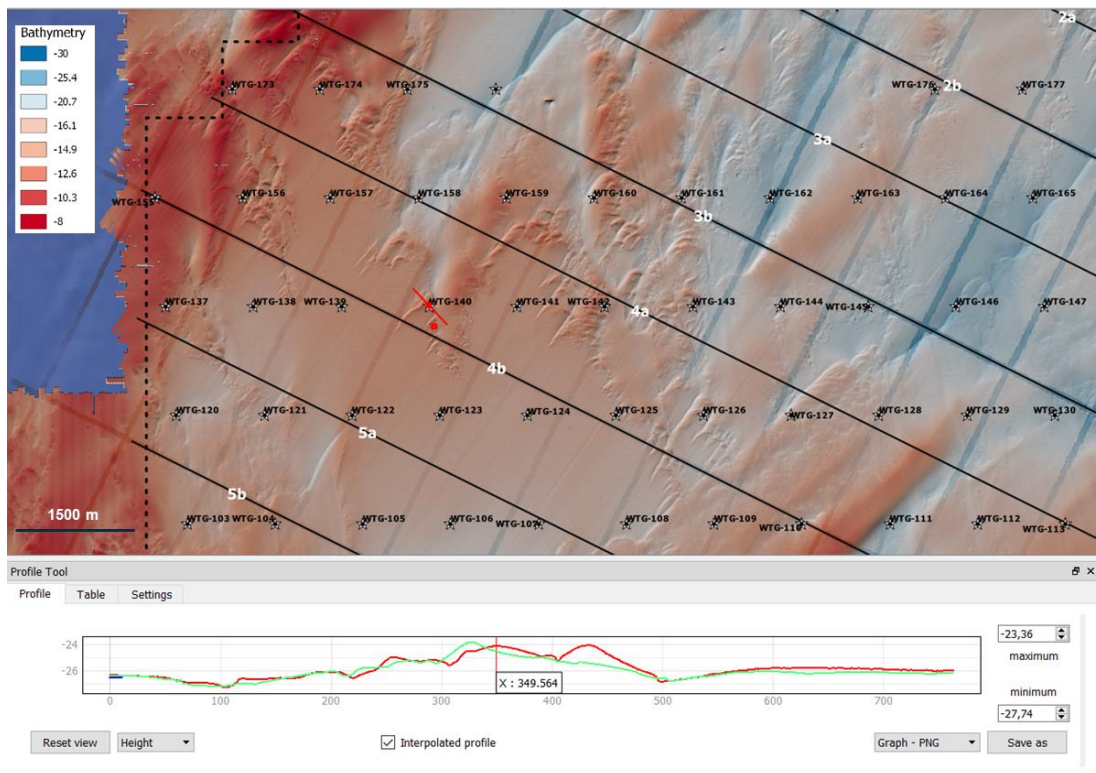 2a
Bathymetry
-30
-25.4
-20.7
-16.1
-14.9
-12.6
-10.3
-8
WTG-173
WTG-174
WTG-175
WTG-176
2b
WTG-177
3a
WTG-155
WTG-156
WTG-157
WTG-158
WTG-159
WTG-160
WTG-161
WTG-162
WTG-163
WTG-164
WTG-165
3b
WTG-137
WTG-138
WTG-139
WTG-140
WTG-141
WTG-142
WTG-143
WTG-144
WTG-145
WTG-146
WTG-147
4a
4b
WTG-120
WTG-121
WTG-122
WTG-123
WTG-124
WTG-125
WTG-126
WTG-127
WTG-128
WTG-129
WTG-130
5a
5b
1500 m
WTG-103
WTG-104
WTG-105
WTG-106
WTG-107
WTG-108
WTG-109
WTG-110
WTG-111
WTG-112
WTG-113
Profile Tool
Profile Table Settings
-24
-26
0 100 200 300 400 500 600 700
X : 349.564
-23,36
maximum
minimum
-27,74
Reset view Height Interpolated profile Graph - PNG Save as